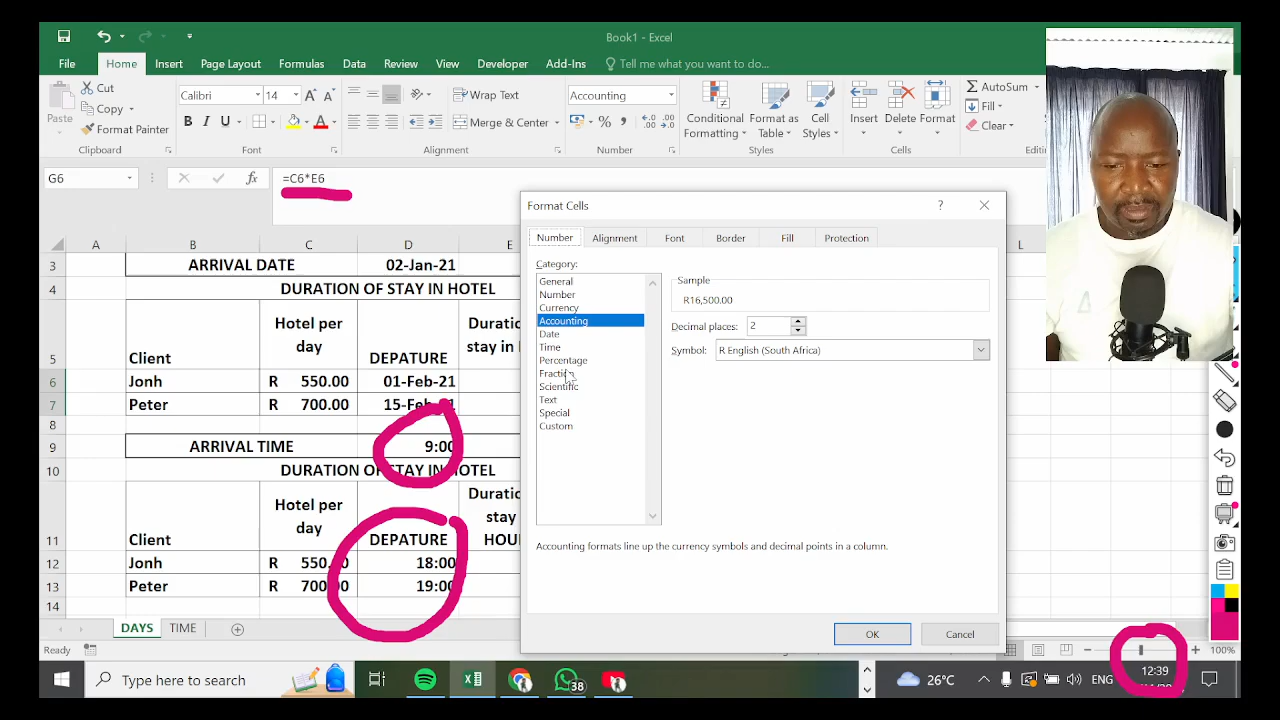 Book1 - Excel
File Home Insert Page Layout Formulas Data Review View Developer Add-Ins Tell me what you want to do...
Cut
Copy
Format Painter
Paste
Clipboard
Calibri 14
B I U
Font
Wrap Text
Merge & Center
Alignment
Accounting
Number
Conditional Formatting
Format as Table
Cell Styles
Styles
Insert Delete Format
Cells
AutoSum
Fill
Clear
G6 fx =C6*E6
A B C D E L
3 ARRIVAL DATE 02-Jan-21
4 DURATION OF STAY IN HOTEL
5 Client Hotel per day DEPATURE
6 Jonh R 550.00 01-Feb-21
7 Peter R 700.00
8
9 ARRIVAL TIME 9:00
10 DURATION OF STAY IN HOTEL
11 Client Hotel per day DEPATURE stay
12 Jonh R 18:00
13 Peter R 19:00
14
DAYS TIME
Ready
100%
Format Cells
Number Alignment Font Border Fill Protection
Category:
General
Number
Currency
Accounting
Date
Time
Percentage
Fraction
Scientific
Text
Special
Custom
Sample
R16,500.00
Decimal places: 2
Symbol: R English (South Africa)
Accounting formats line up the currency symbols and decimal points in a column.
OK Cancel
Type here to search
38
26°C
ENG
12:39